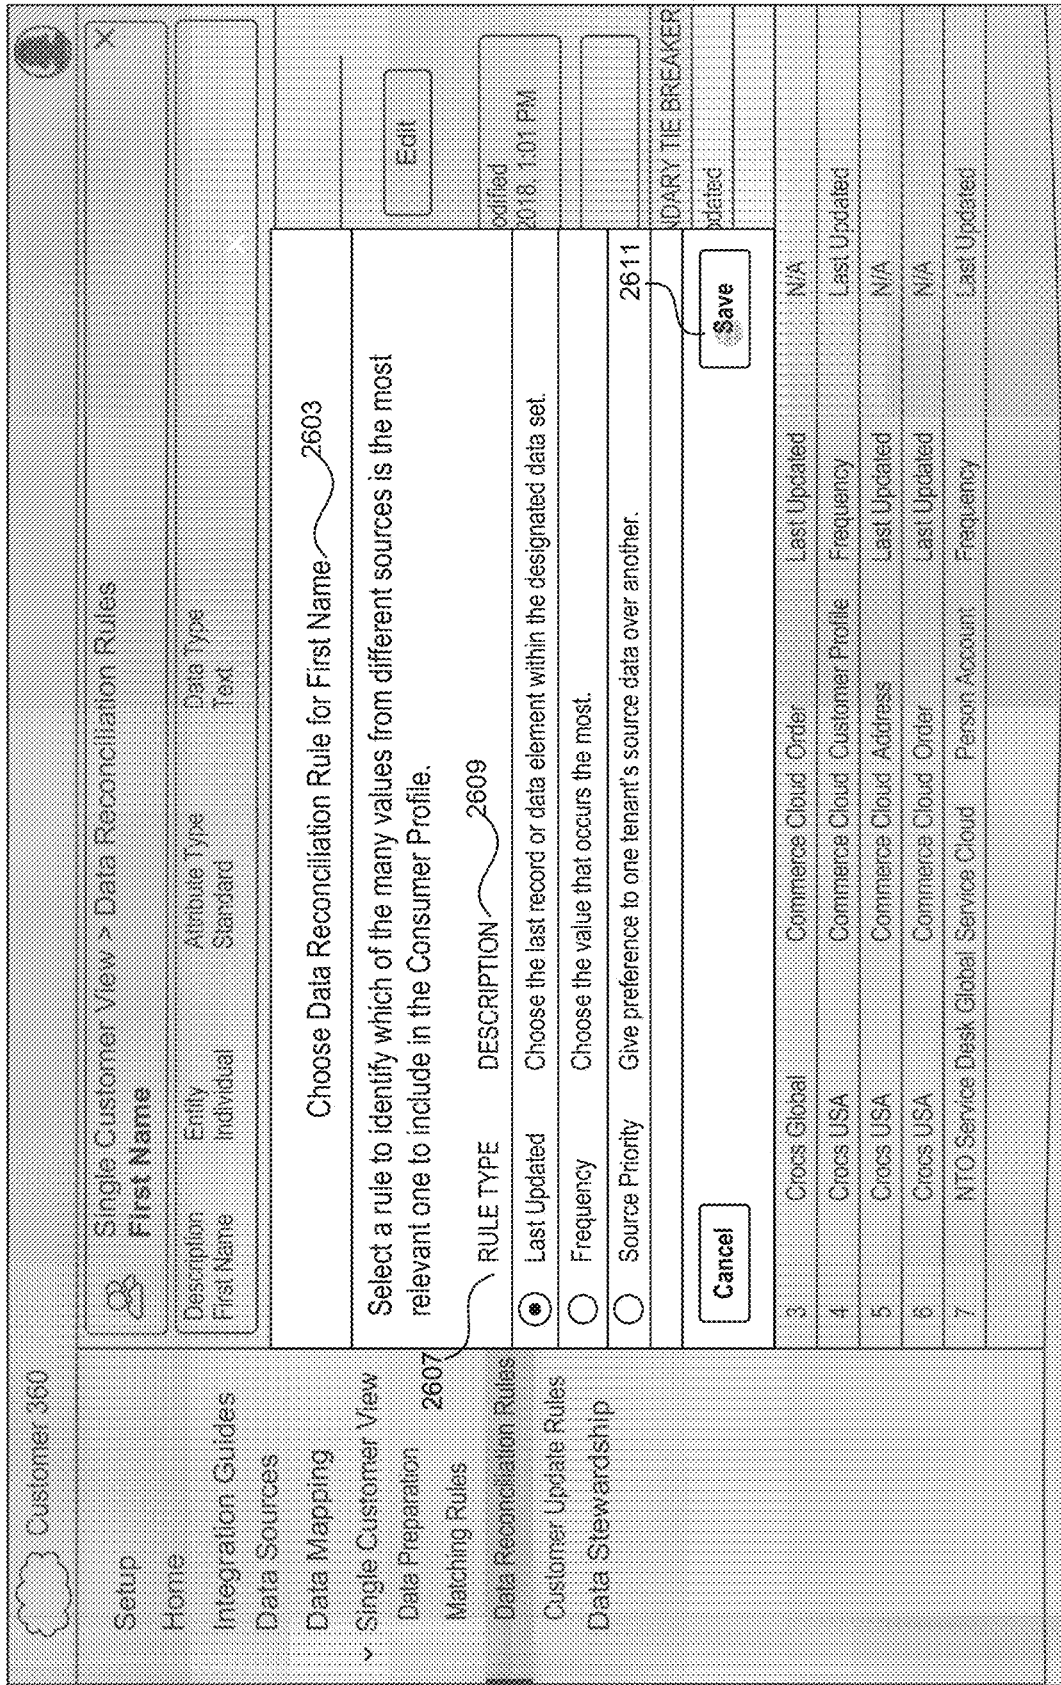 Customer 360
Setup
Home
Integration Guides
Data Sources
Data Mapping
Single Customer View
Data Preparation
Matching Rules
Data Reconciliation Rules
Customer Update Rules
Data Stewardship
Single Customer View > Data Reconciliation Rules
First Name
X
Description Entity Attribute Type Data Type
First Name Individual Standard Text
Edit
odified
2018, 1:01 PM
NDARY TIE BREAKER
pdated
Choose Data Reconciliation Rule for First Name 2603
Select a rule to identify which of the many values from different sources is the most
relevant one to include in the Consumer Profile.
2607 RULE TYPE DESCRIPTION 2609
Last Updated Choose the last record or data element within the designated data set.
Frequency Choose the value that occurs the most.
Source Priority Give preference to one tenant's source data over another.
2611
Cancel Save
3 Crocs Global Commerce Cloud Order Last Updated N/A
4 Crocs USA Commerce Cloud Customer Profile Frequency Last Updated
5 Crocs USA Commerce Cloud Address Last Updated N/A
6 Crocs USA Commerce Cloud Order Last Updated N/A
NTO Service Desk Global Service Cloud Person Accoun Frequency Last Updated